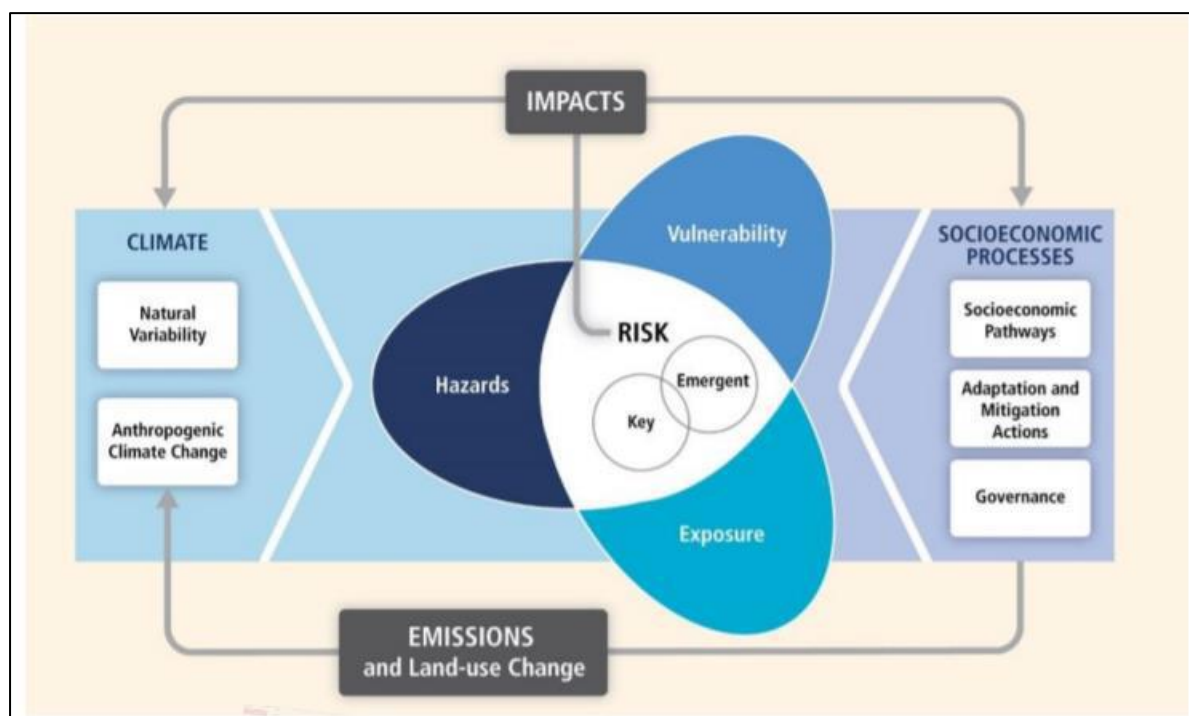 IMPACTS
CLIMATE
Natural
Variability
Anthropogenic
Climate Change
Hazards
Vulnerability
RISK
Emergent
Key
Exposure
SOCIOECONOMIC
PROCESSES
Socioeconomic
Pathways
Adaptation and
Mitigation
Actions
Governance
EMISSIONS
and Land-use Change